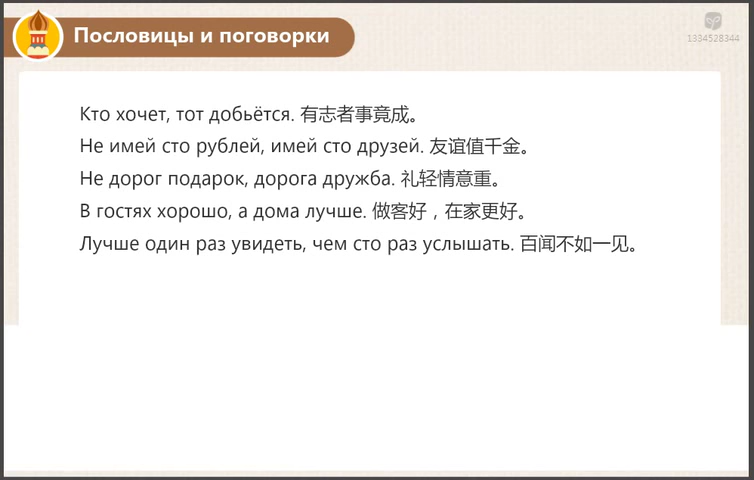 Пословицы и поговорки
1334528344
Кто хочет, тот добьётся. 有志者事竟成。
Не имей сто рублей, имей сто друзей. 友谊值千金。
Не дорог подарок, дорога дружба. 礼轻情意重。
В гостях хорошо, а дома лучше. 做客好，在家更好。
Лучше один раз увидеть, чем сто раз услышать. 百闻不如一见。